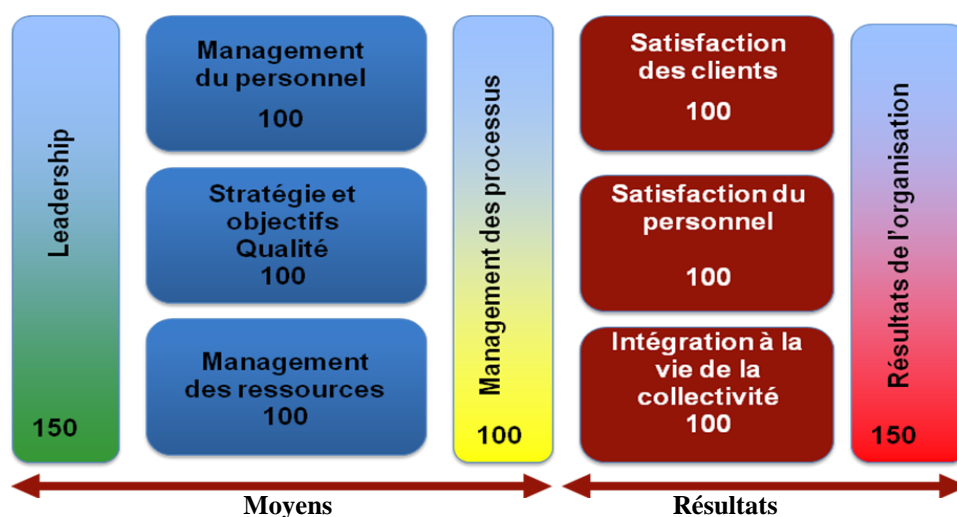 Leadership
150
Management
du personnel
100
Stratégie et
objectifs
Qualité
100
Management
des ressources
100
Management des processus
100
Satisfaction
des clients
100
Satisfaction du
personnel
100
Intégration à la
vie de la
collectivité
100
Résultats de l'organisation
150
Moyens
Résultats